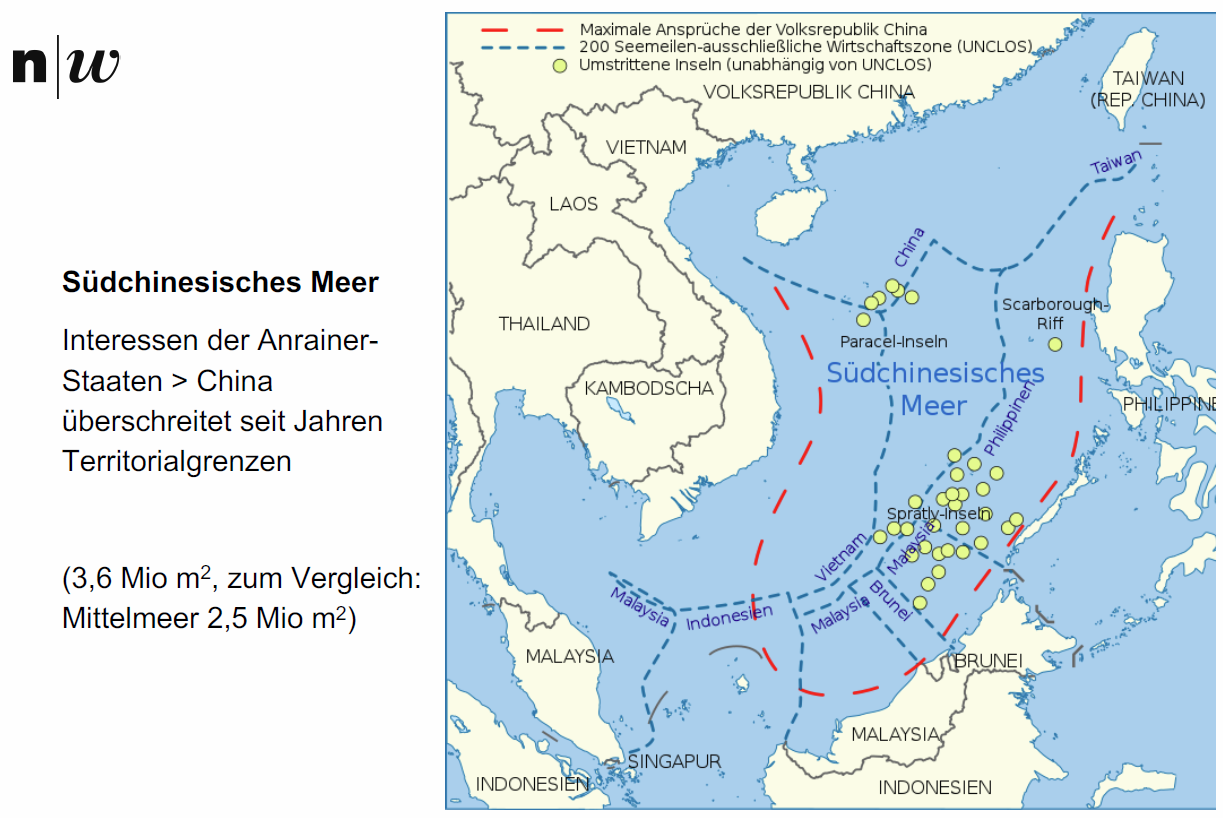 n|w
Südchinesisches Meer
Interessen der Anrainer-
Staaten > China
überschreitet seit Jahren
Territorialgrenzen
(3,6 Mio m², zum Vergleich:
Mittelmeer 2,5 Mio m²)
Maximale Ansprüche der Volksrepublik China
200 Seemeilen-ausschließliche Wirtschaftszone (UNCLOS)
Umstrittene Inseln (unabhängig von UNCLOS)
VOLKSREPUBLIK CHINA
TAIWAN
(REP. CHINA)
VIETNAM
Taiwan
LAOS
China
THAILAND
Scarborough-
Riff
Paracel-Inseln
Südchinesisches
Meer
KAMBODSCHA
PHILIPPINE
Philippinen
Spratly-Inseln
Vietnam
Malaysia
Malaysia
Indonesien
Malaysia
Brunei
MALAYSIA
BRUNEI
MALAYSIA
SINGAPUR
INDONESIEN
INDONESIEN